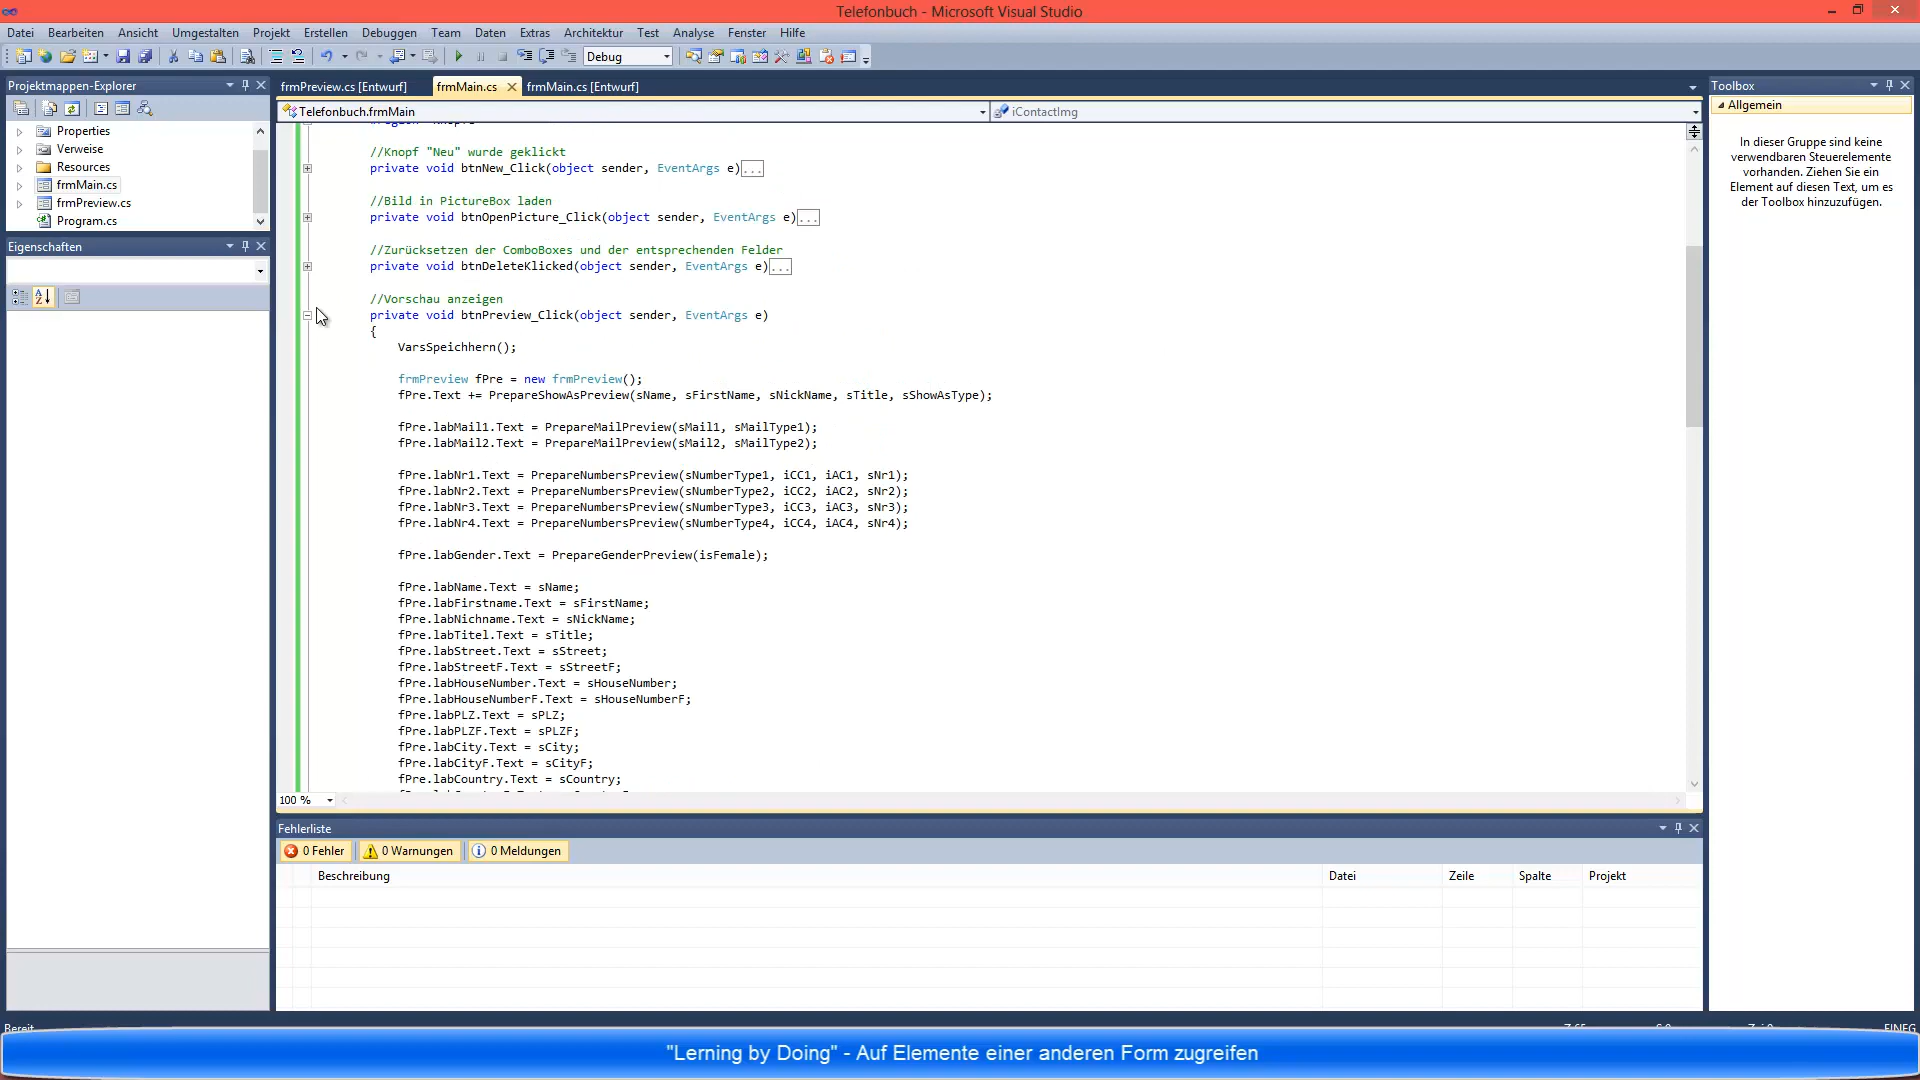 Telefonbuch - Microsoft Visual Studio
Datei Bearbeiten Ansicht Umgestalten Projekt Erstellen Debuggen Team Daten Extras Architektur Test Analyse Fenster Hilfe
Debug
Projektmappen-Explorer
Properties
Verweise
Resources
frmMain.cs
frmPreview.cs
Program.cs
Eigenschaften
frmPreview.cs [Entwurf] frmMain.cs frmMain.cs [Entwurf]
Telefonbuch.frmMain iContactImg
//Knopf "Neu" wurde geklickt
private void btnNew_Click(object sender, EventArgs e)...
//Bild in PictureBox laden
private void btnOpenPicture_Click(object sender, EventArgs e)...
//Zurücksetzen der ComboBoxes und der entsprechenden Felder
private void btnDeleteKlicked(object sender, EventArgs e)...
//Vorschau anzeigen
private void btnPreview_Click(object sender, EventArgs e)
{
VarsSpeichhern();
frmPreview fPre = new frmPreview();
fPre.Text += PrepareShowAsPreview(sName, sFirstName, sNickName, sTitle, sShowAsType);
fPre.labMail1.Text = PrepareMailPreview(sMail1, sMailType1);
fPre.labMail2.Text = PrepareMailPreview(sMail2, sMailType2);
fPre.labNr1.Text = PrepareNumbersPreview(sNumberType1, iCC1, iAC1, sNr1);
fPre.labNr2.Text = PrepareNumbersPreview(sNumberType2, iCC2, iAC2, sNr2);
fPre.labNr3.Text = PrepareNumbersPreview(sNumberType3, iCC3, iAC3, sNr3);
fPre.labNr4.Text = PrepareNumbersPreview(sNumberType4, iCC4, iAC4, sNr4);
fPre.labGender.Text = PrepareGenderPreview(isFemale);
fPre.labName.Text = sName;
fPre.labFirstname.Text = sFirstName;
fPre.labNichname.Text = sNickName;
fPre.labTitel.Text = sTitle;
fPre.labStreet.Text = sStreet;
fPre.labStreetF.Text = sStreetF;
fPre.labHouseNumber.Text = sHouseNumber;
fPre.labHouseNumberF.Text = sHouseNumberF;
fPre.labPLZ.Text = sPLZ;
fPre.labPLZF.Text = sPLZF;
fPre.labCity.Text = sCity;
fPre.labCityF.Text = sCityF;
fPre.labCountry.Text = sCountry;
100 %
Toolbox
Allgemein
In dieser Gruppe sind keine
verwendbaren Steuerelemente
vorhanden. Ziehen Sie ein
Element auf diesen Text, um es
der Toolbox hinzuzufügen.
Fehlerliste
0 Fehler 0 Warnungen 0 Meldungen
Beschreibung Datei Zeile Spalte Projekt
"Lerning by Doing" - Auf Elemente einer anderen Form zugreifen